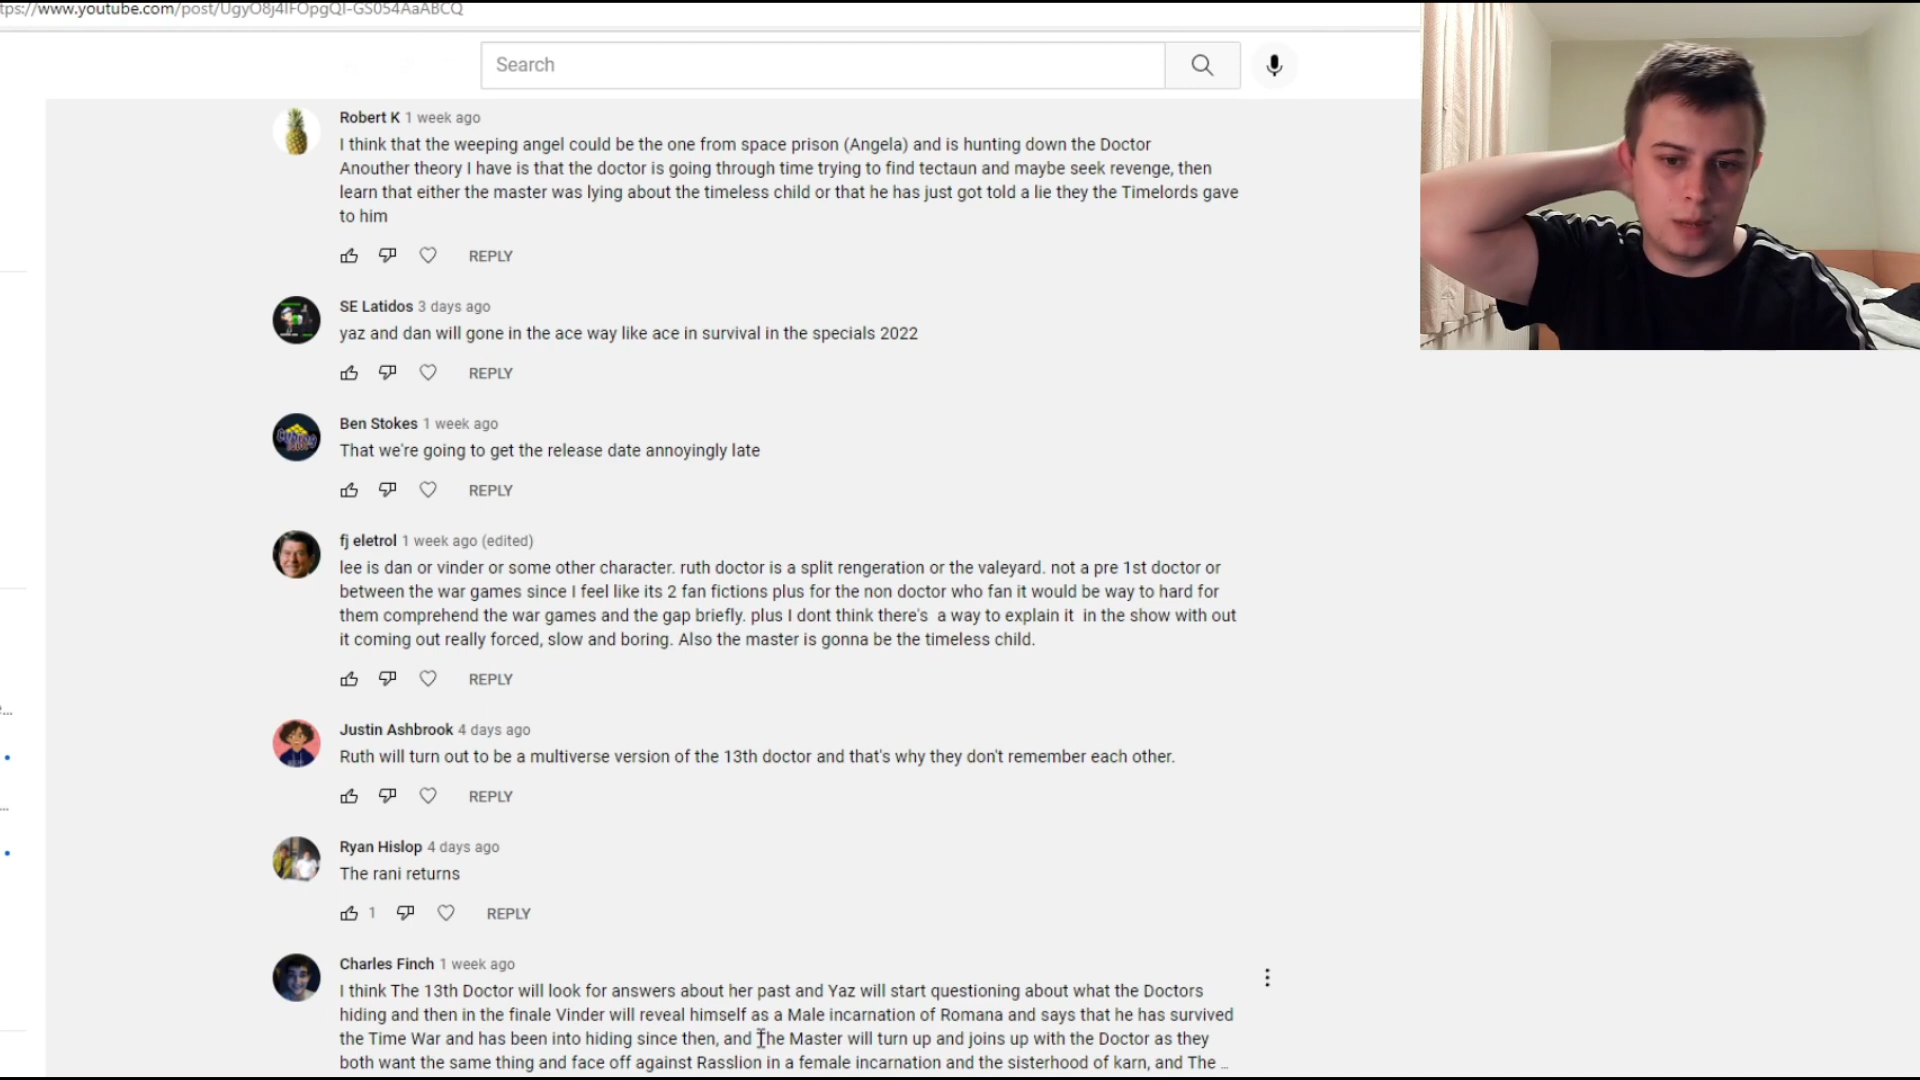 tps://www.youtube.com/post/UgyO8j4IFOpgQI-GS054AaABCQ
Search
Robert K 1 week ago
I think that the weeping angel could be the one from space prison (Angela) and is hunting down the Doctor
Anouther theory I have is that the doctor is going through time trying to find tectaun and maybe seek revenge, then
learn that either the master was lying about the timeless child or that he has just got told a lie they the Timelords gave
to him
REPLY
SE Latidos 3 days ago
yaz and dan will gone in the ace way like ace in survival in the specials 2022
REPLY
Ben Stokes 1 week ago
That we're going to get the release date annoyingly late
REPLY
fj eletrol 1 week ago (edited)
lee is dan or vinder or some other character. ruth doctor is a split rengeration or the valeyard. not a pre 1st doctor or
between the war games since I feel like its 2 fan fictions plus for the non doctor who fan it would be way to hard for
them comprehend the war games and the gap briefly. plus I dont think there's a way to explain it in the show with out
it coming out really forced, slow and boring. Also the master is gonna be the timeless child.
REPLY
Justin Ashbrook 4 days ago
Ruth will turn out to be a multiverse version of the 13th doctor and that's why they don't remember each other.
REPLY
Ryan Hislop 4 days ago
The rani returns
1 REPLY
Charles Finch 1 week ago
I think The 13th Doctor will look for answers about her past and Yaz will start questioning about what the Doctors
hiding and then in the finale Vinder will reveal himself as a Male incarnation of Romana and says that he has survived
the Time War and has been into hiding since then, and The Master will turn up and joins up with the Doctor as they
both want the same thing and face off against Rasslion in a female incarnation and the sisterhood of karn, and The ...